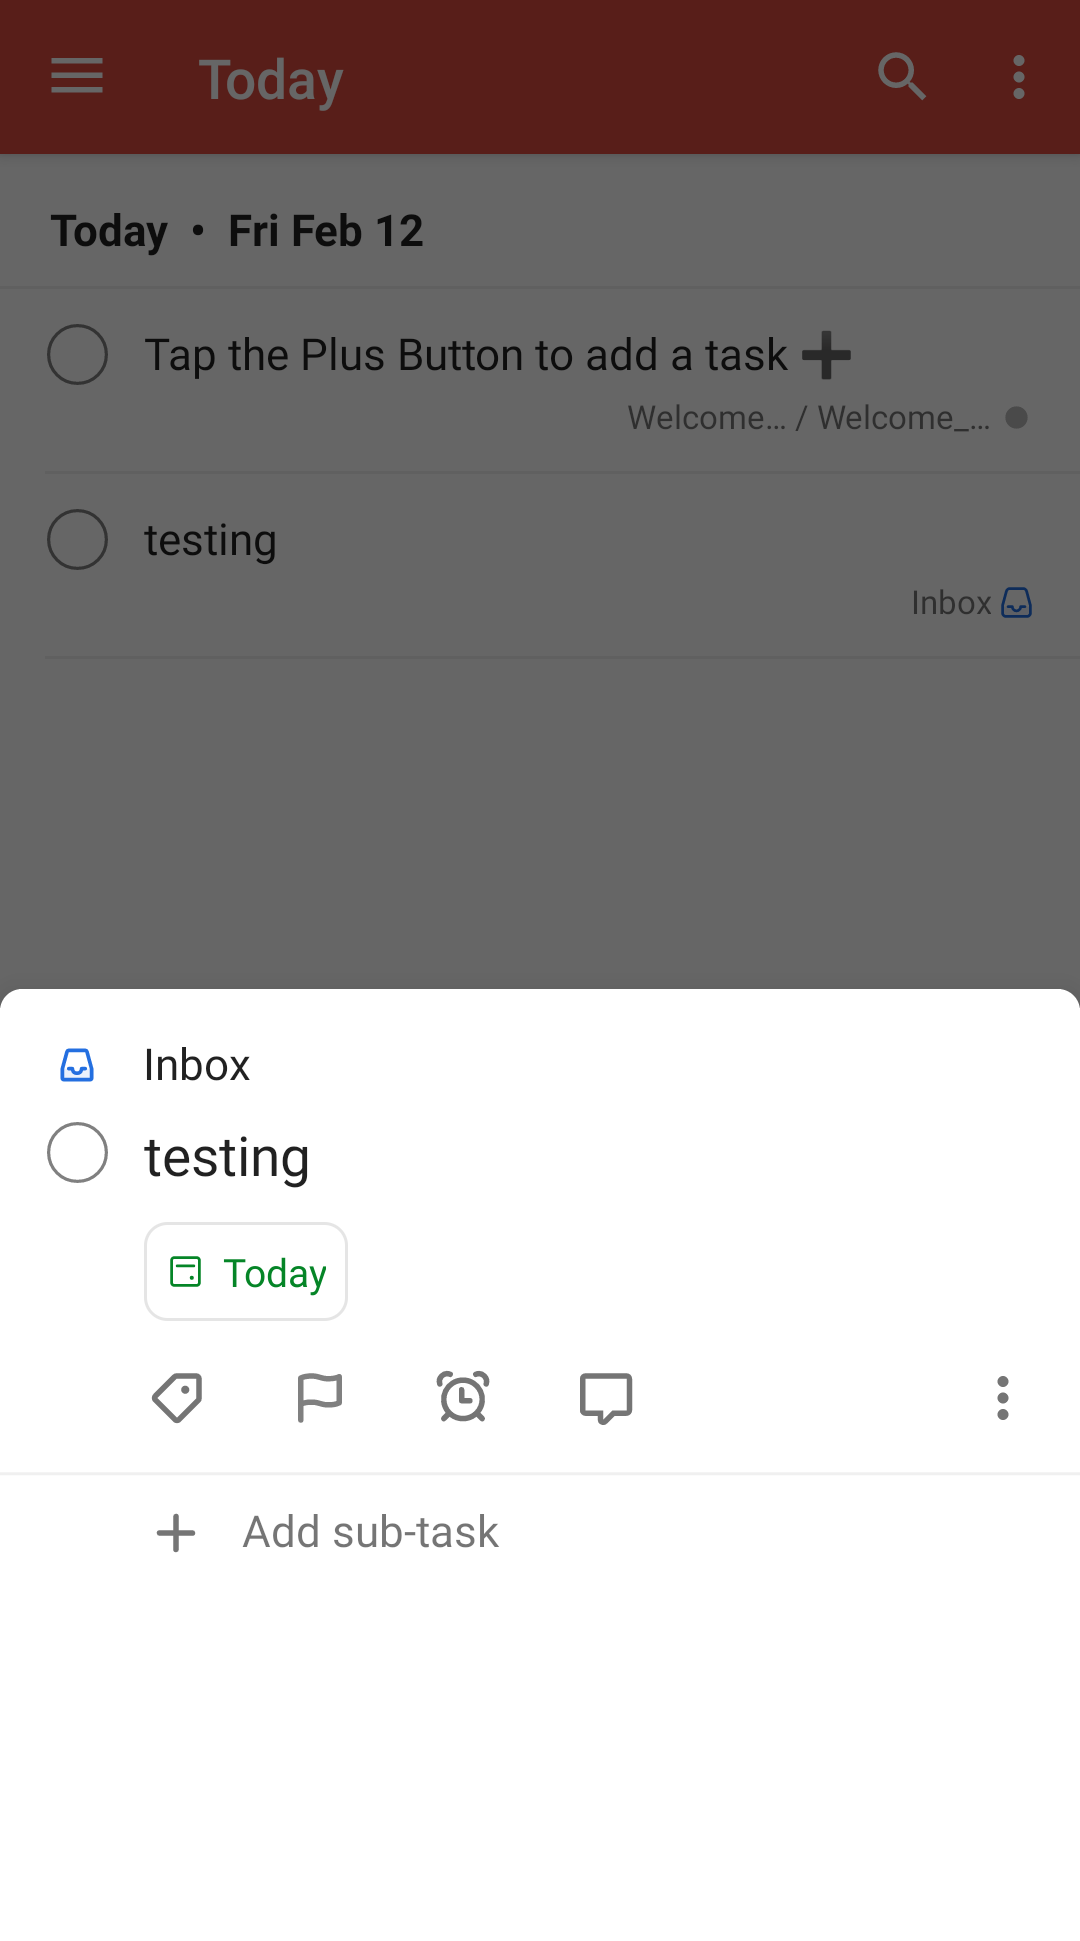 Today
Today • Fri Feb 12
Tap the Plus Button to add a task ➕
Welcome… / Welcome_…
testing
Inbox
Inbox
testing
Today
Add sub-task